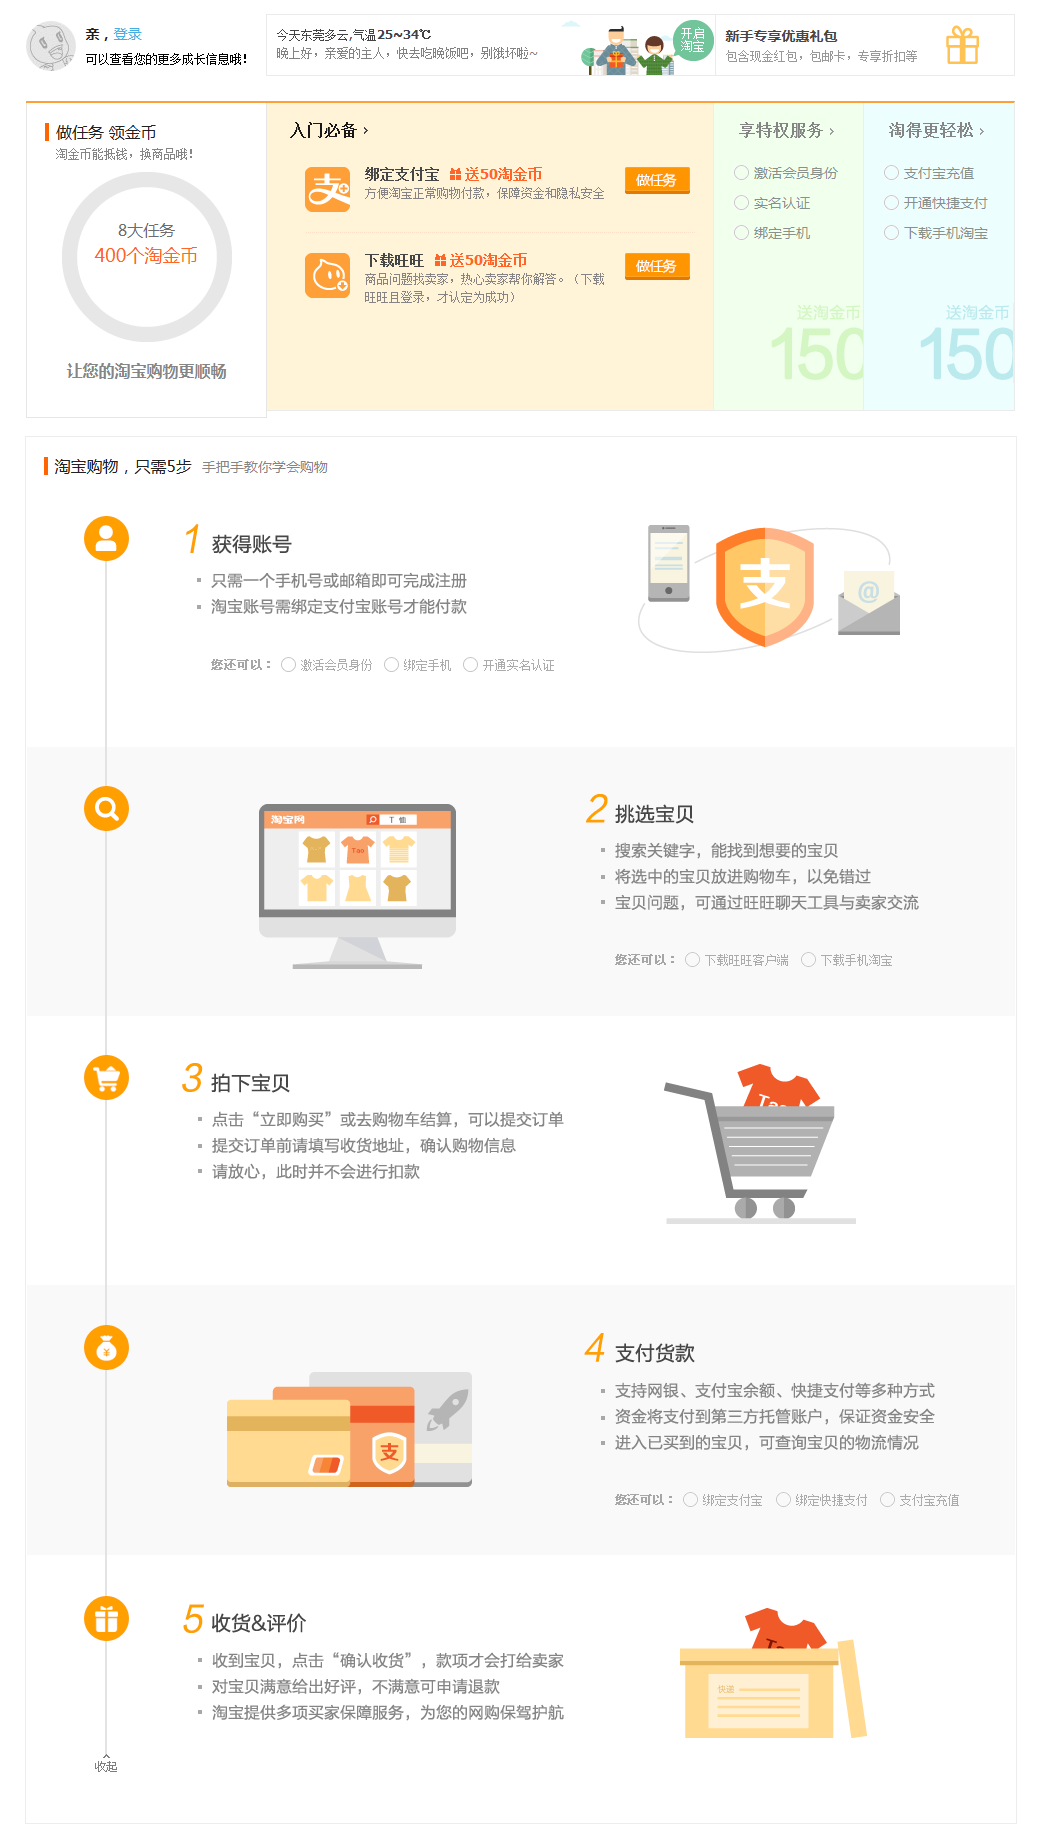 亲，登录
可以查看您的更多成长信息哦！
今天东莞多云,气温25~34℃
晚上好，亲爱的主人，快去吃晚饭吧，别饿坏啦~
开启
淘宝
新手专享优惠礼包
包含现金红包，包邮卡，专享折扣等
做任务 领金币
淘金币能抵钱，换商品哦！
8大任务
400个淘金币
让您的淘宝购物更顺畅
入门必备 ›
绑定支付宝 送50淘金币
方便淘宝正常购物付款，保障资金和隐私安全
做任务
下载旺旺 送50淘金币
商品问题找卖家，热心卖家帮你解答。（下载
旺旺且登录，才认定为成功）
做任务
享特权服务 ›
激活会员身份
实名认证
绑定手机
送淘金币
150
淘得更轻松 ›
支付宝充值
开通快捷支付
下载手机淘宝
送淘金币
150
淘宝购物，只需5步 手把手教你学会购物
1 获得账号
只需一个手机号或邮箱即可完成注册
淘宝账号需绑定支付宝账号才能付款
您还可以： 激活会员身份 绑定手机 开通实名认证
支
@
淘宝网
T 恤
Tao
2 挑选宝贝
搜索关键字，能找到想要的宝贝
将选中的宝贝放进购物车，以免错过
宝贝问题，可通过旺旺聊天工具与卖家交流
您还可以： 下载旺旺客户端 下载手机淘宝
3 拍下宝贝
点击“立即购买”或去购物车结算，可以提交订单
提交订单前请填写收货地址，确认购物信息
请放心，此时并不会进行扣款
Tao
¥
支
4 支付货款
支持网银、支付宝余额、快捷支付等多种方式
资金将支付到第三方托管账户，保证资金安全
进入已买到的宝贝，可查询宝贝的物流情况
您还可以： 绑定支付宝 绑定快捷支付 支付宝充值
5 收货&评价
收到宝贝，点击“确认收货”，款项才会打给卖家
对宝贝满意给出好评，不满意可申请退款
淘宝提供多项买家保障服务，为您的网购保驾护航
Tao
快递
收起